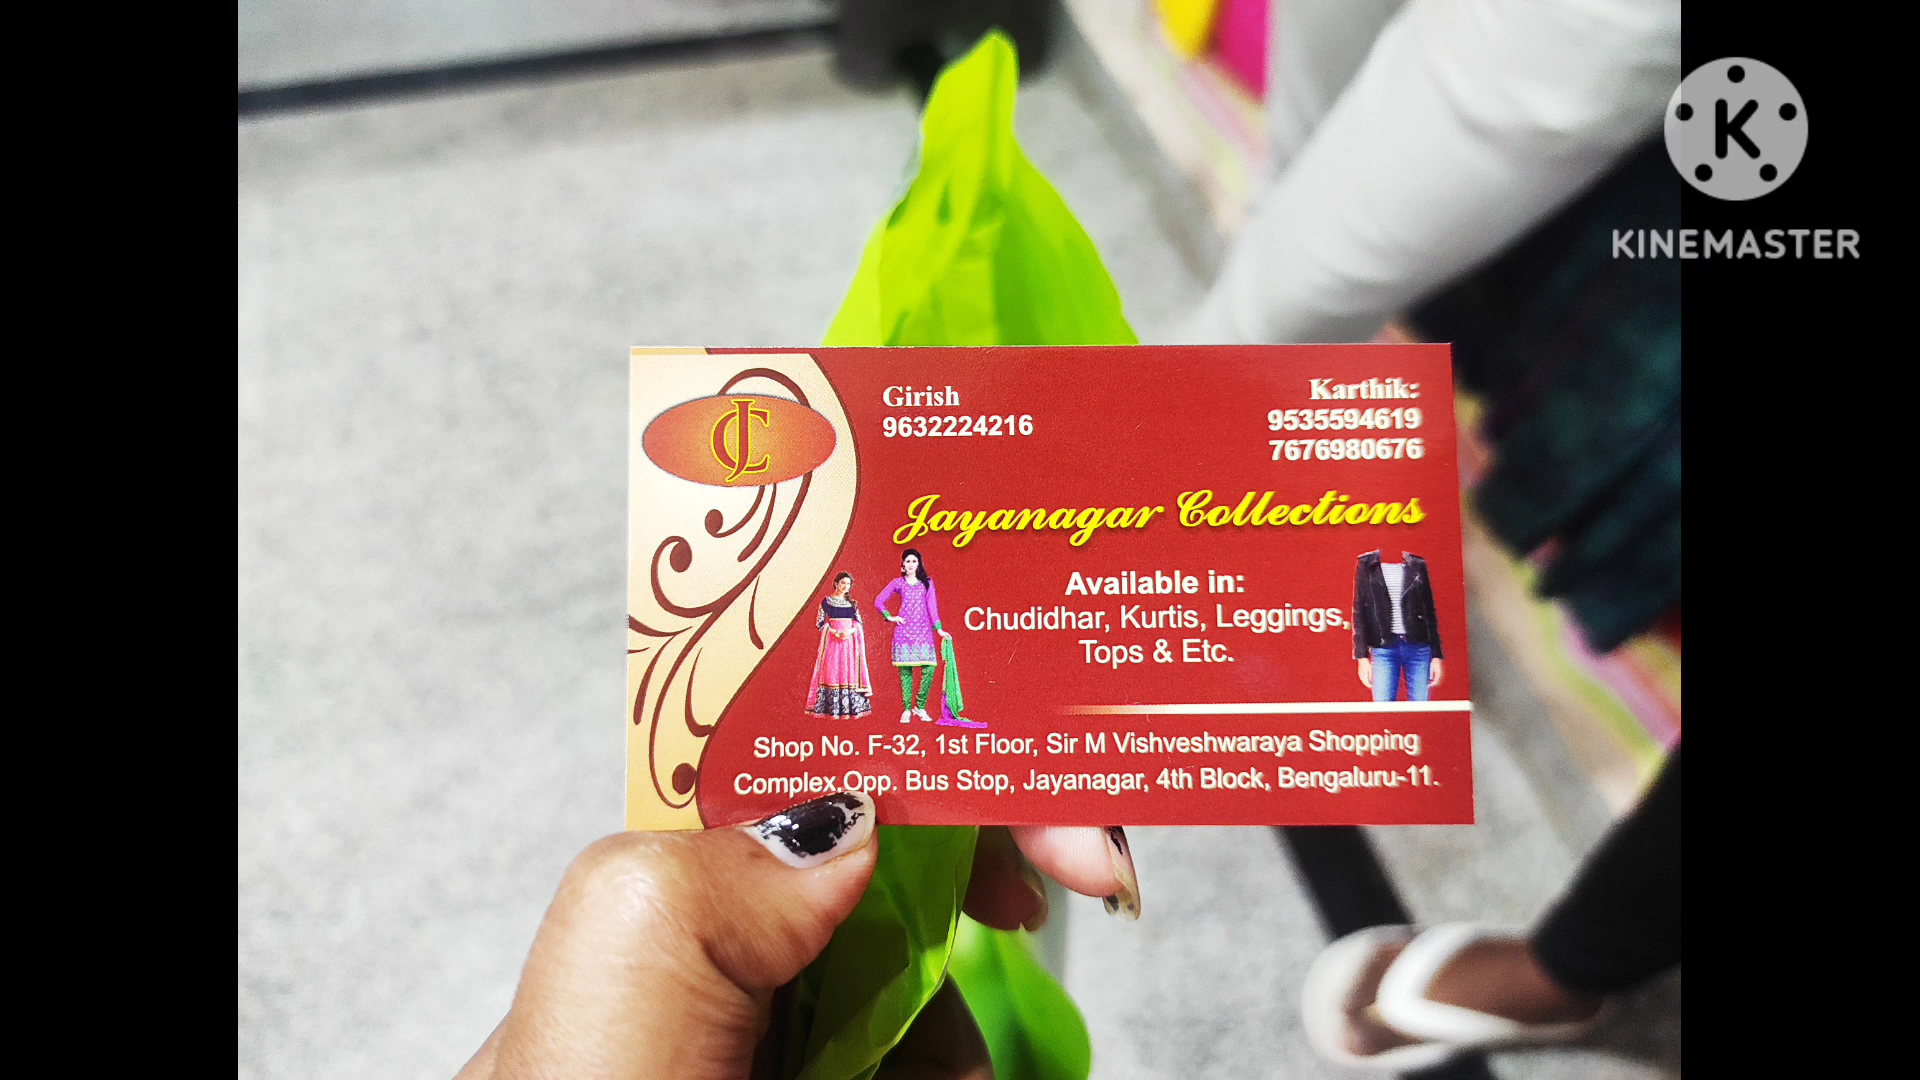 K
KINEMASTER
JC
Girish
9632224216
Karthik:
9535594619
7676980676
Jayanagar Collections
Available in:
Chudidhar, Kurtis, Leggings,
Tops & Etc.
Shop No. F-32, 1st Floor, Sir M Vishveshwaraya Shopping
Complex,Opp. Bus Stop, Jayanagar, 4th Block, Bengaluru-11.